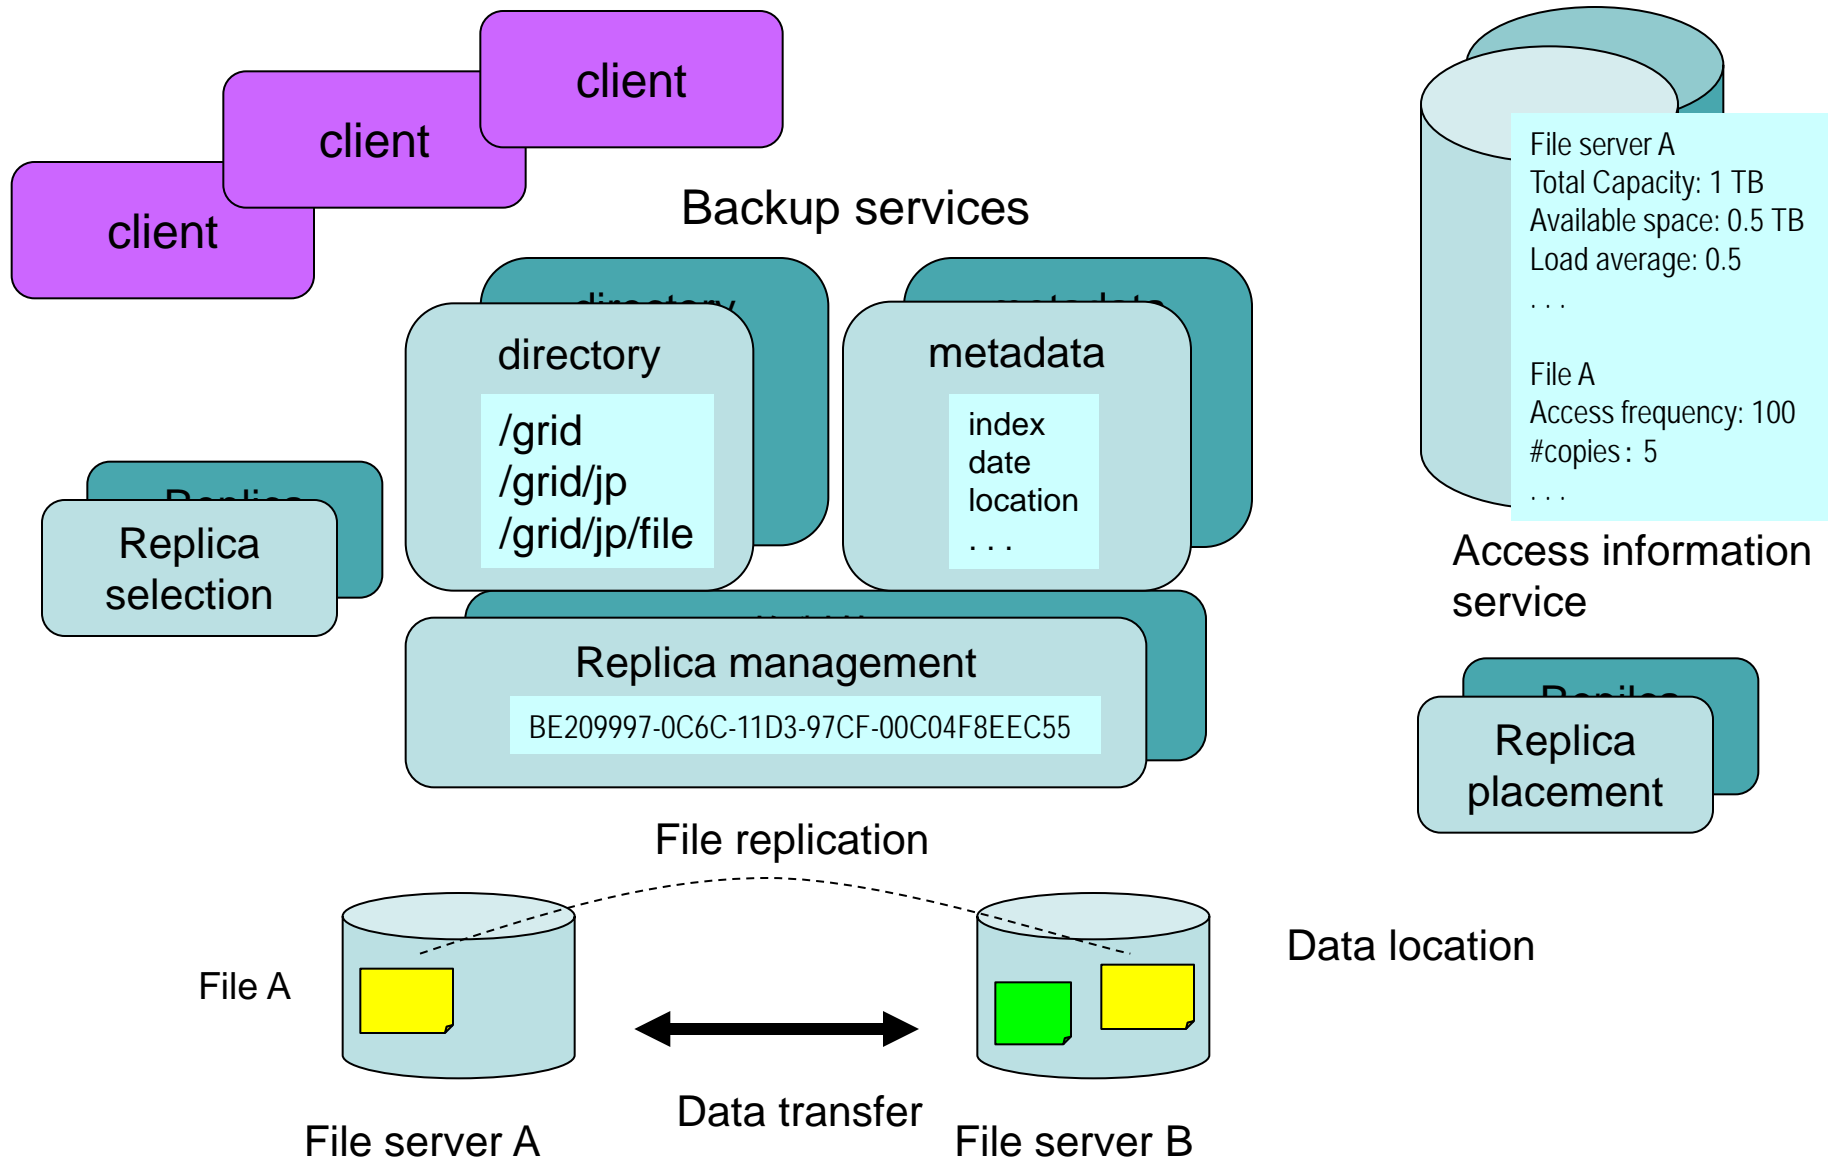 client
client
client
Backup services
directory
metadata
directory
/grid
/grid/jp
/grid/jp/file
metadata
index
date
location
. . .
File server A
Total Capacity: 1 TB
Available space: 0.5 TB
Load average: 0.5
. . .
File A
Access frequency: 100
#copies : 5
. . .
Access information
service
Replica
selection
Replica management
BE209997-0C6C-11D3-97CF-00C04F8EEC55
Replica
placement
File replication
File A
Data location
Data transfer
File server A
File server B